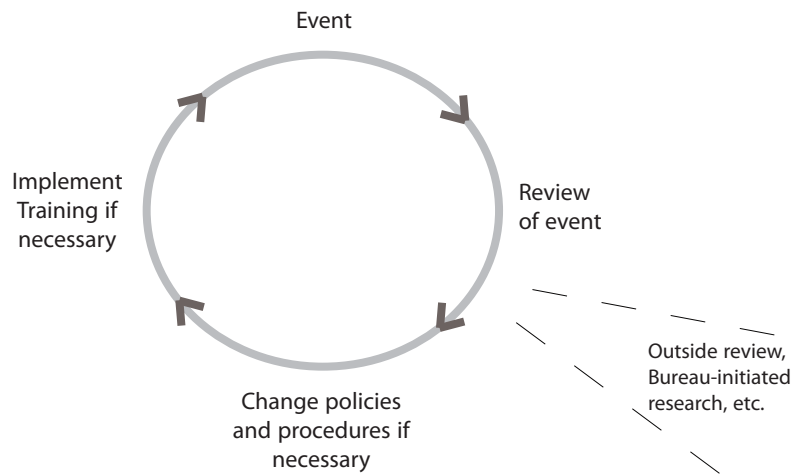 Event
Review
of event
Outside review,
Bureau-initiated
research, etc.
Change policies
and procedures if
necessary
Implement
Training if
necessary